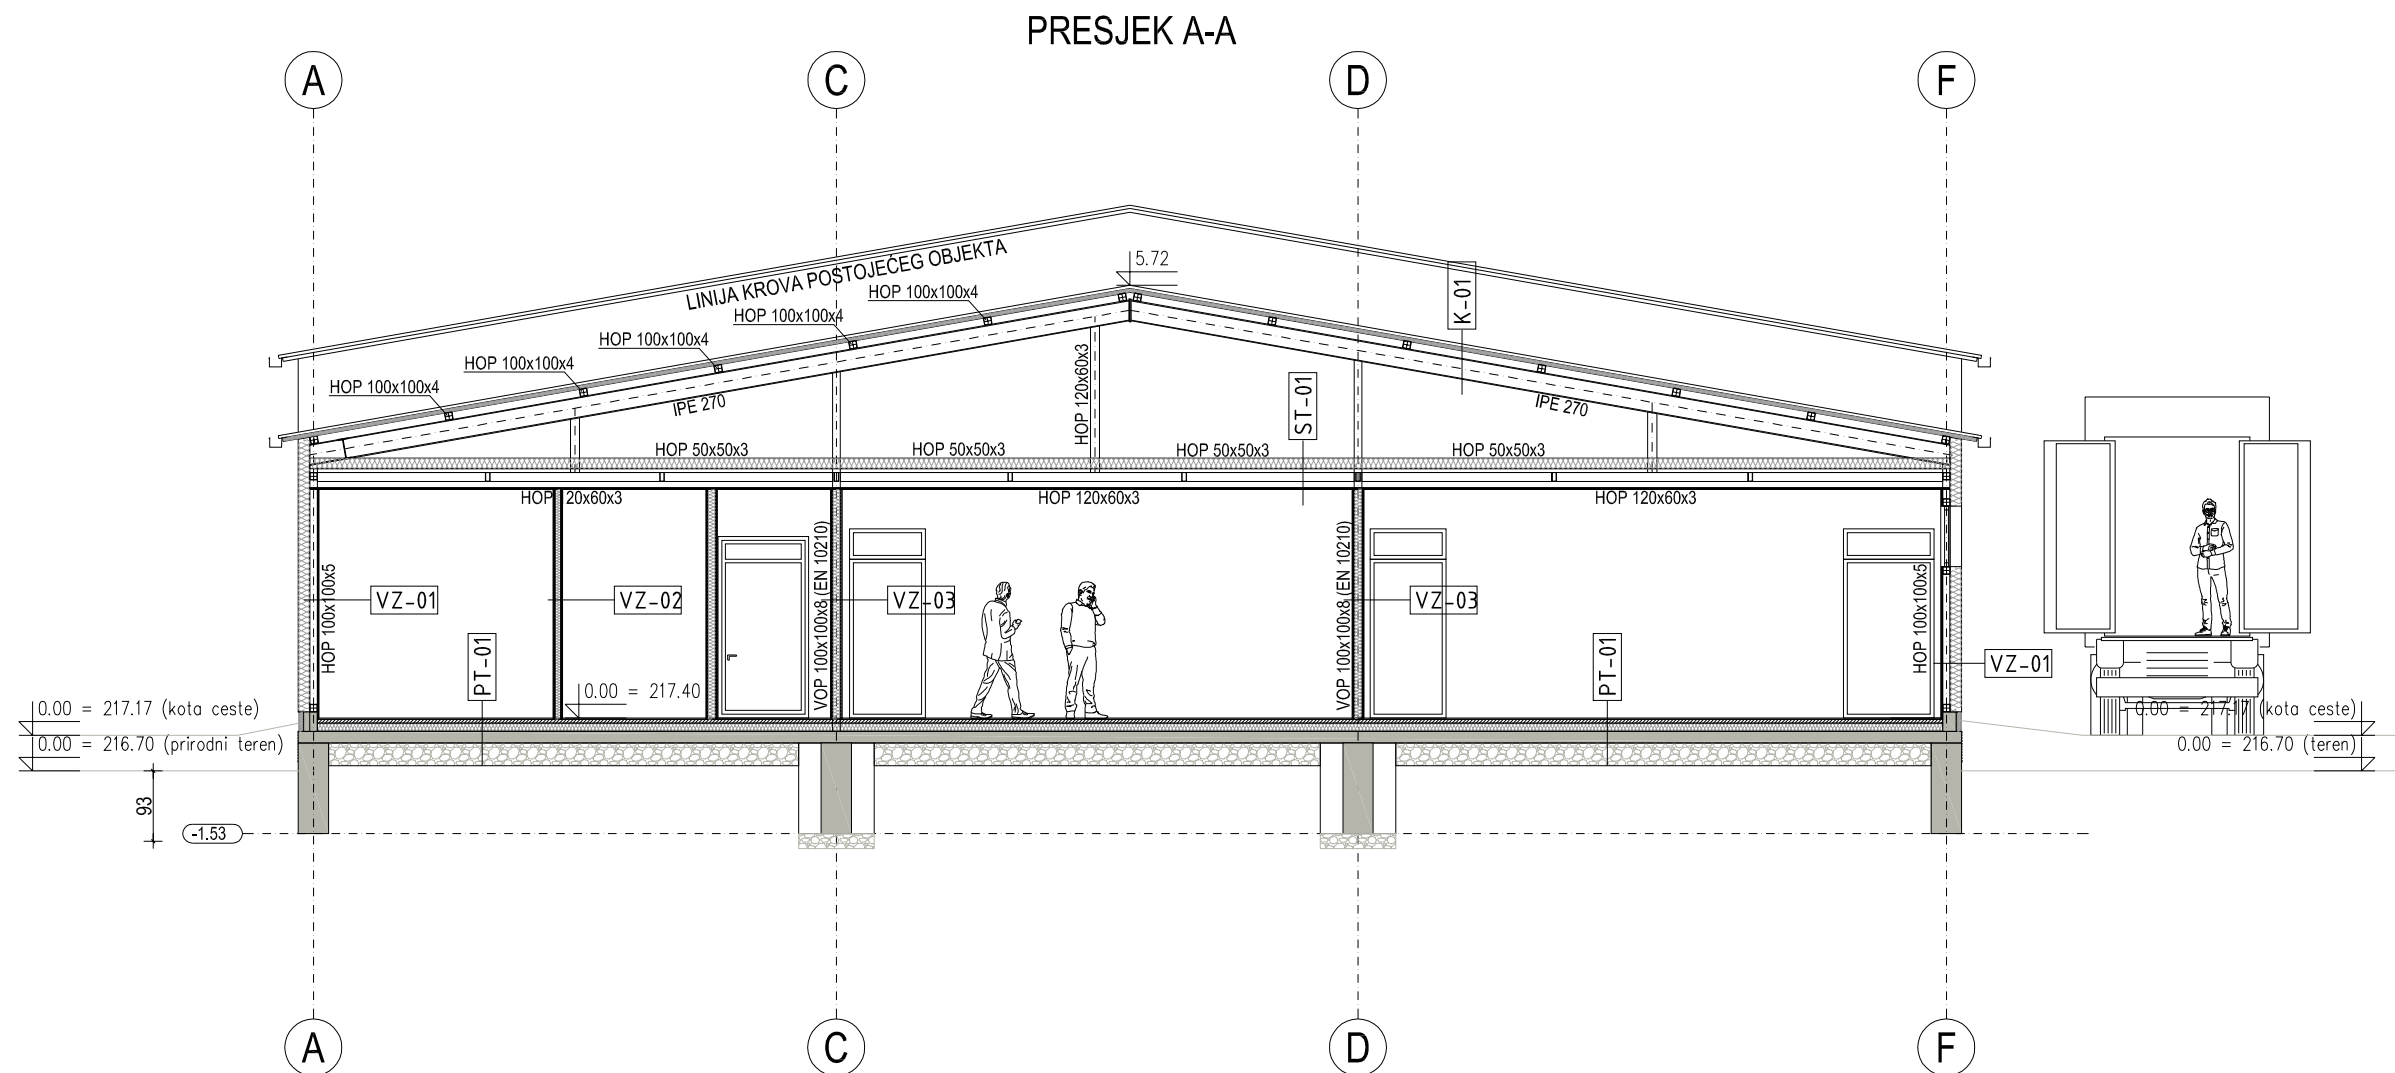 PRESJEK A-A
A
C
D
F
LINIJA KROVA POSTOJEĆEG OBJEKTA
5.72
K-01
HOP 100x100x4
HOP 100x100x4
HOP 100x100x4
HOP 100x100x4
HOP 100x100x4
IPE 270
IPE 270
HOP 120x60x3
ST-01
HOP 50x50x3
HOP 50x50x3
HOP 50x50x3
HOP 50x50x3
HOP 20x60x3
HOP 120x60x3
HOP 120x60x3
HOP 100x100x5
VZ-01
VZ-02
VOP 100x100x8 (EN 10210)
VZ-03
VOP 100x100x8 (EN 10210)
VZ-03
HOP 100x100x5
VZ-01
PT-01
PT-01
0.00 = 217.40
0.00 = 217.17 (kota ceste)
0.00 = 217.17 (kota ceste)
0.00 = 216.70 (prirodni teren)
0.00 = 216.70 (teren)
93
-1.53
A
C
D
F